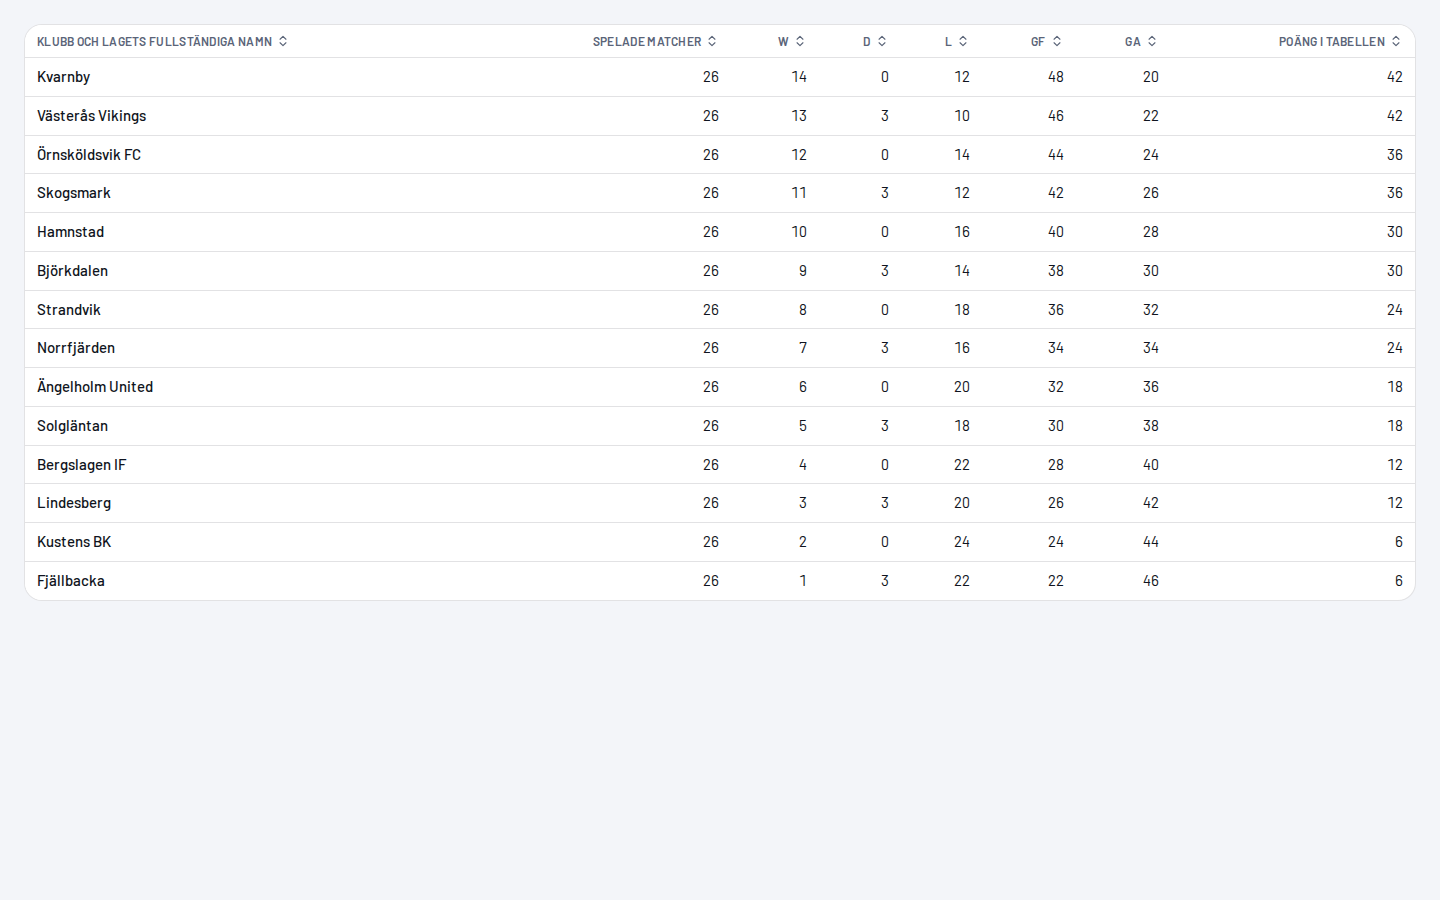 KLUBB OCH LAGETS FULLSTÄNDIGA NAMN SPELADE MATCHER W D L GF GA POÄNG I TABELLEN
Kvarnby 26 14 0 12 48 20 42
Västerås Vikings 26 13 3 10 46 22 42
Örnsköldsvik FC 26 12 0 14 44 24 36
Skogsmark 26 11 3 12 42 26 36
Hamnstad 26 10 0 16 40 28 30
Björkdalen 26 9 3 14 38 30 30
Strandvik 26 8 0 18 36 32 24
Norrfjärden 26 7 3 16 34 34 24
Ängelholm United 26 6 0 20 32 36 18
Solgläntan 26 5 3 18 30 38 18
Bergslagen IF 26 4 0 22 28 40 12
Lindesberg 26 3 3 20 26 42 12
Kustens BK 26 2 0 24 24 44 6
Fjällbacka 26 1 3 22 22 46 6